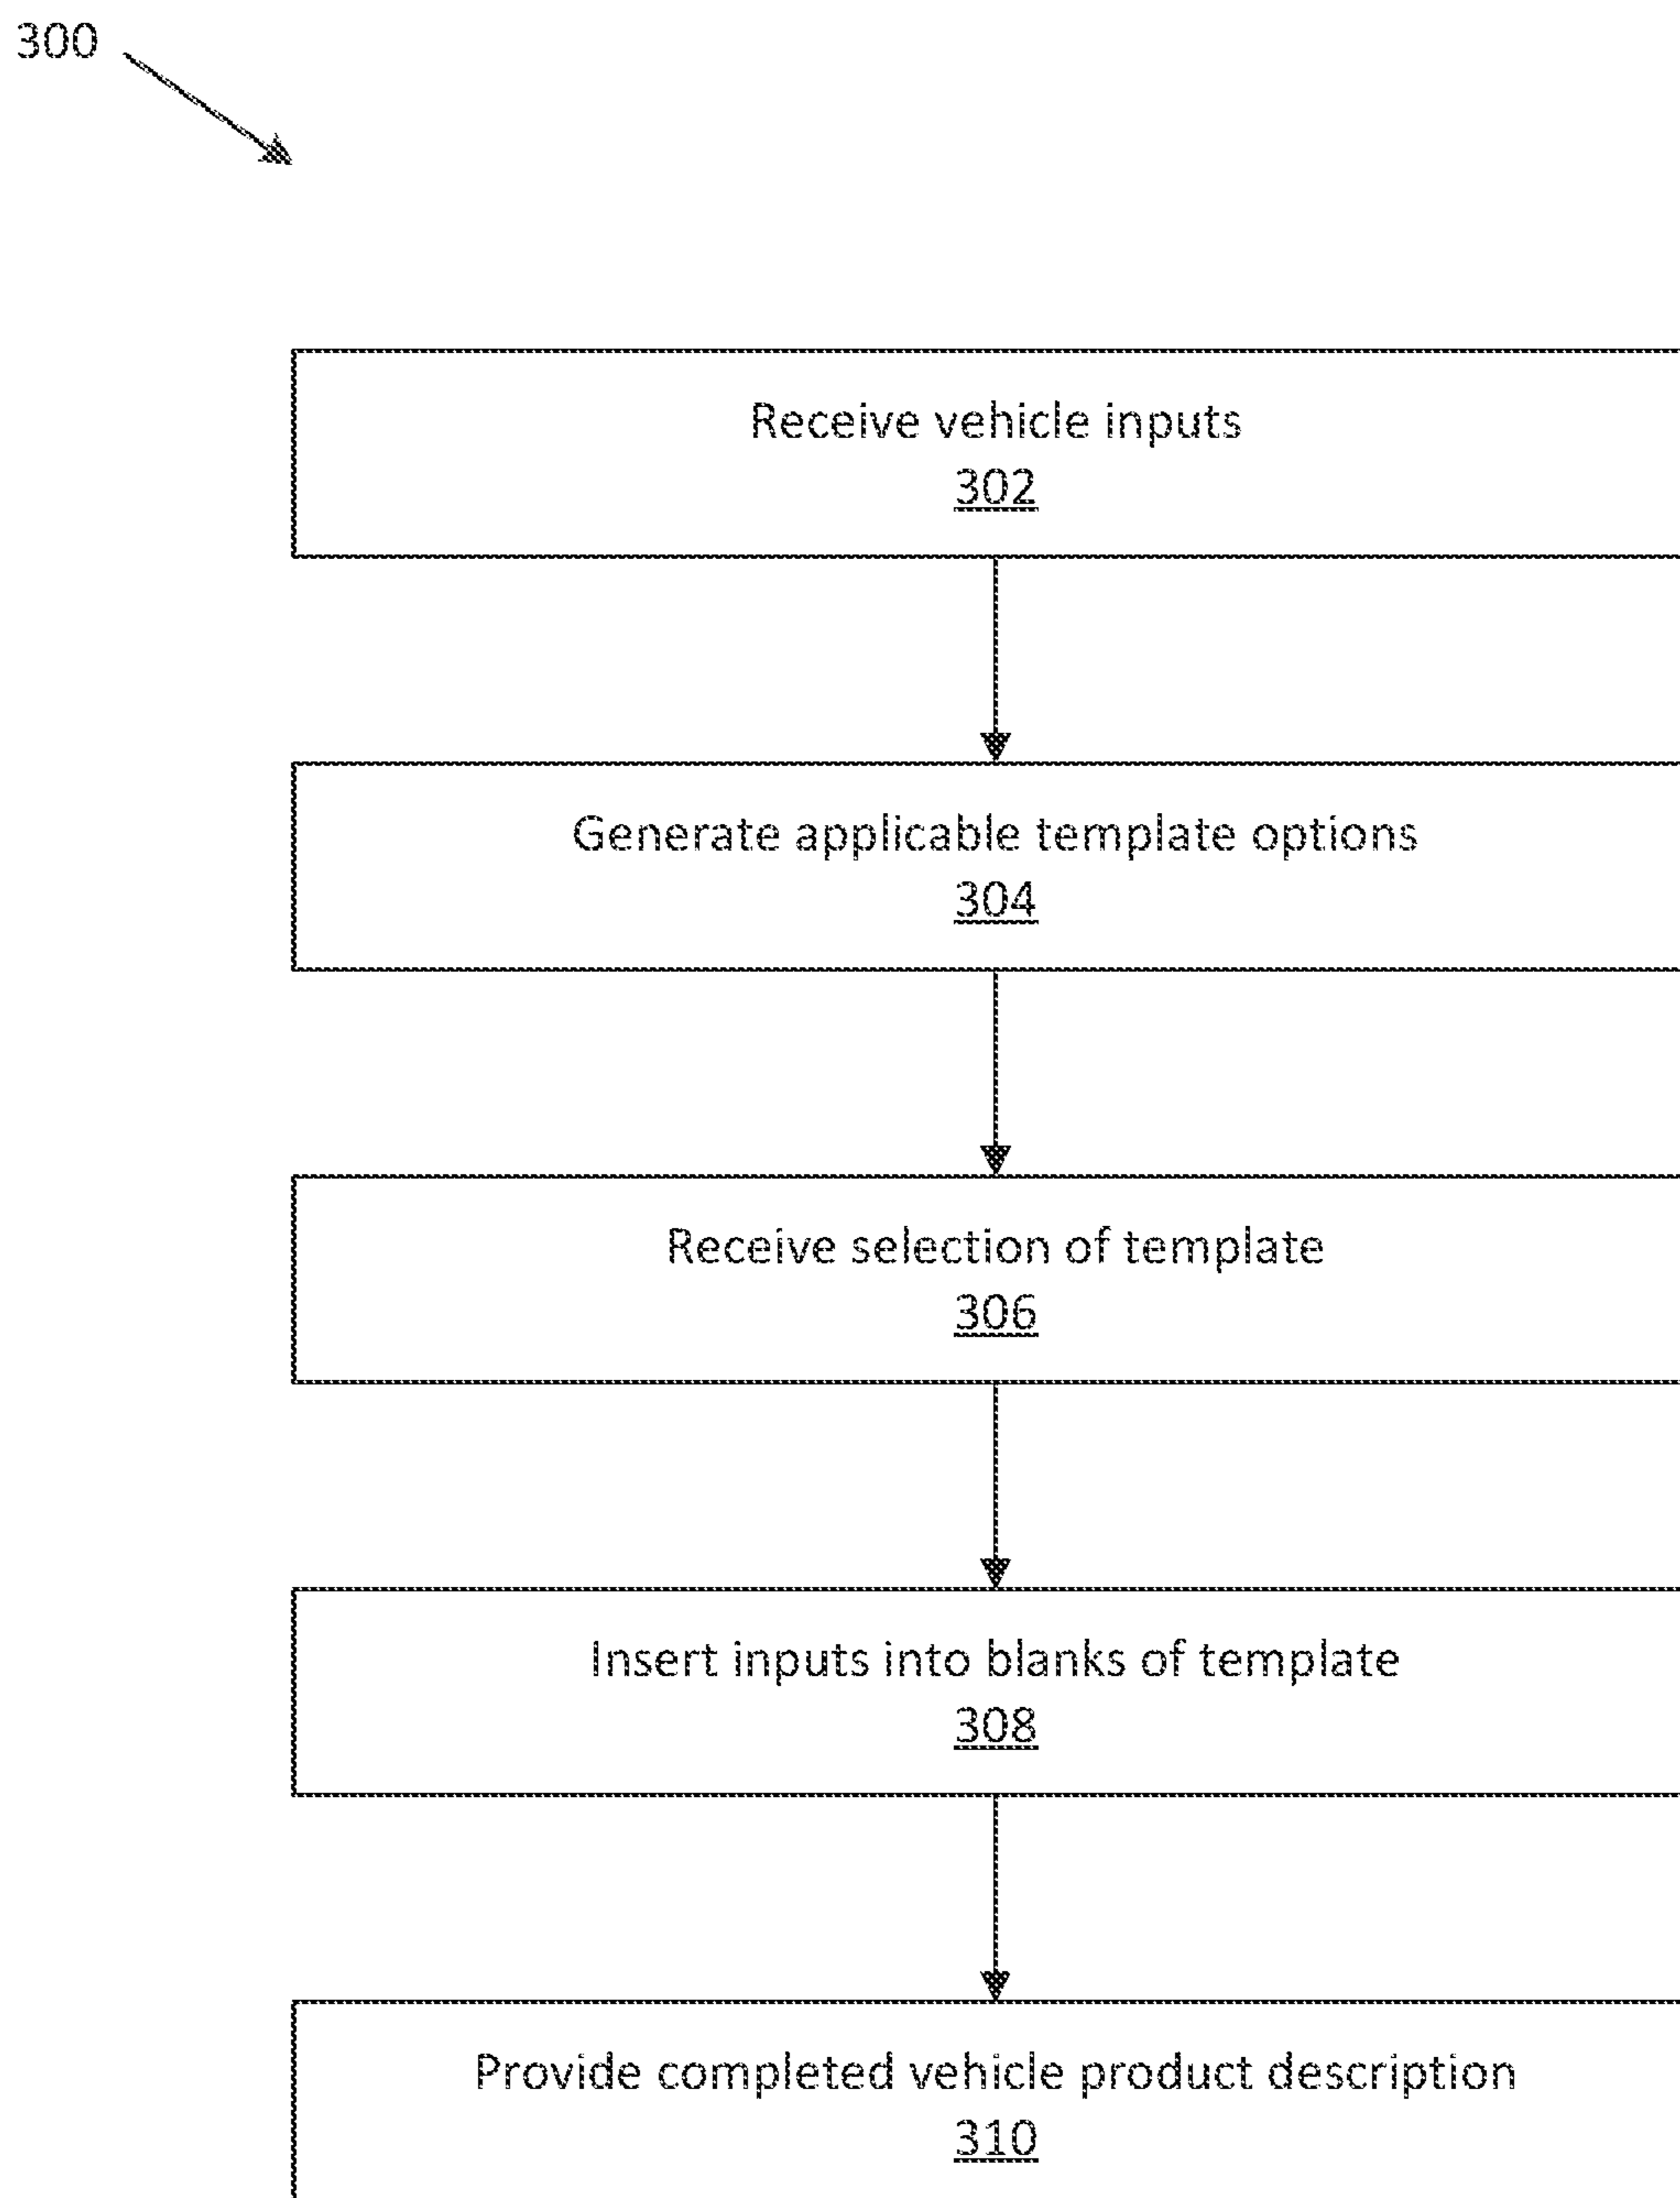 300
Receive vehicle inputs
302
Generate applicable template options
304
Receive selection of template
306
Insert inputs into blanks of template
308
Provide completed vehicle product description
310